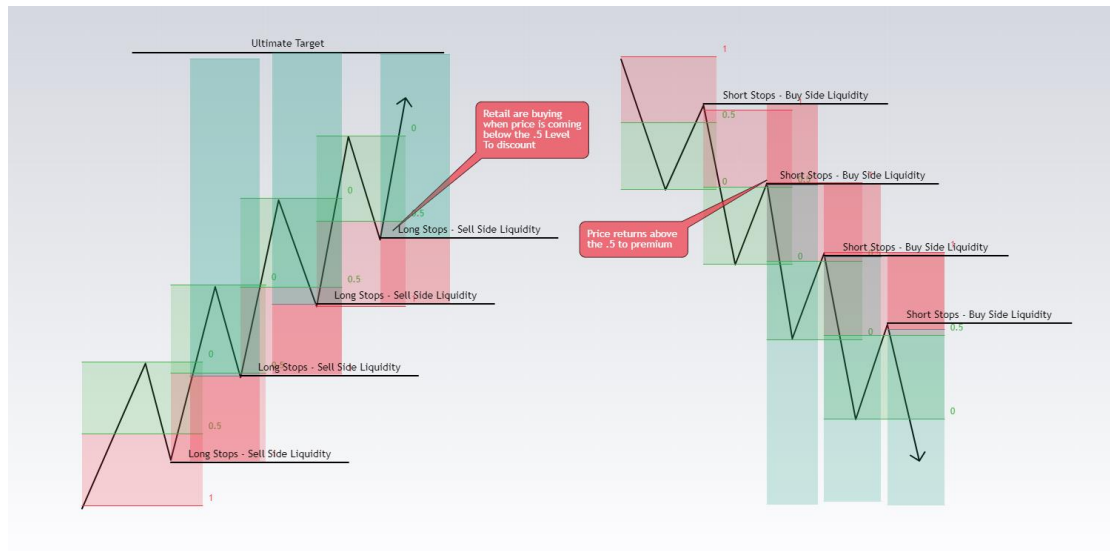 Ultimate Target
Retail are buying
when price is coming
below the .5 Level
To discount
0
0
0.5
Long Stops - Sell Side Liquidity
0
0.5
Long Stops - Sell Side Liquidity
0
0.5
Long Stops - Sell Side Liquidity
0.5
Long Stops - Sell Side Liquidity
1
1
Short Stops - Buy Side Liquidity
0.5
Short Stops - Buy Side Liquidity
0
Price returns above
the .5 to premium
Short Stops - Buy Side Liquidity
0
Short Stops - Buy Side Liquidity
0.5
0
0